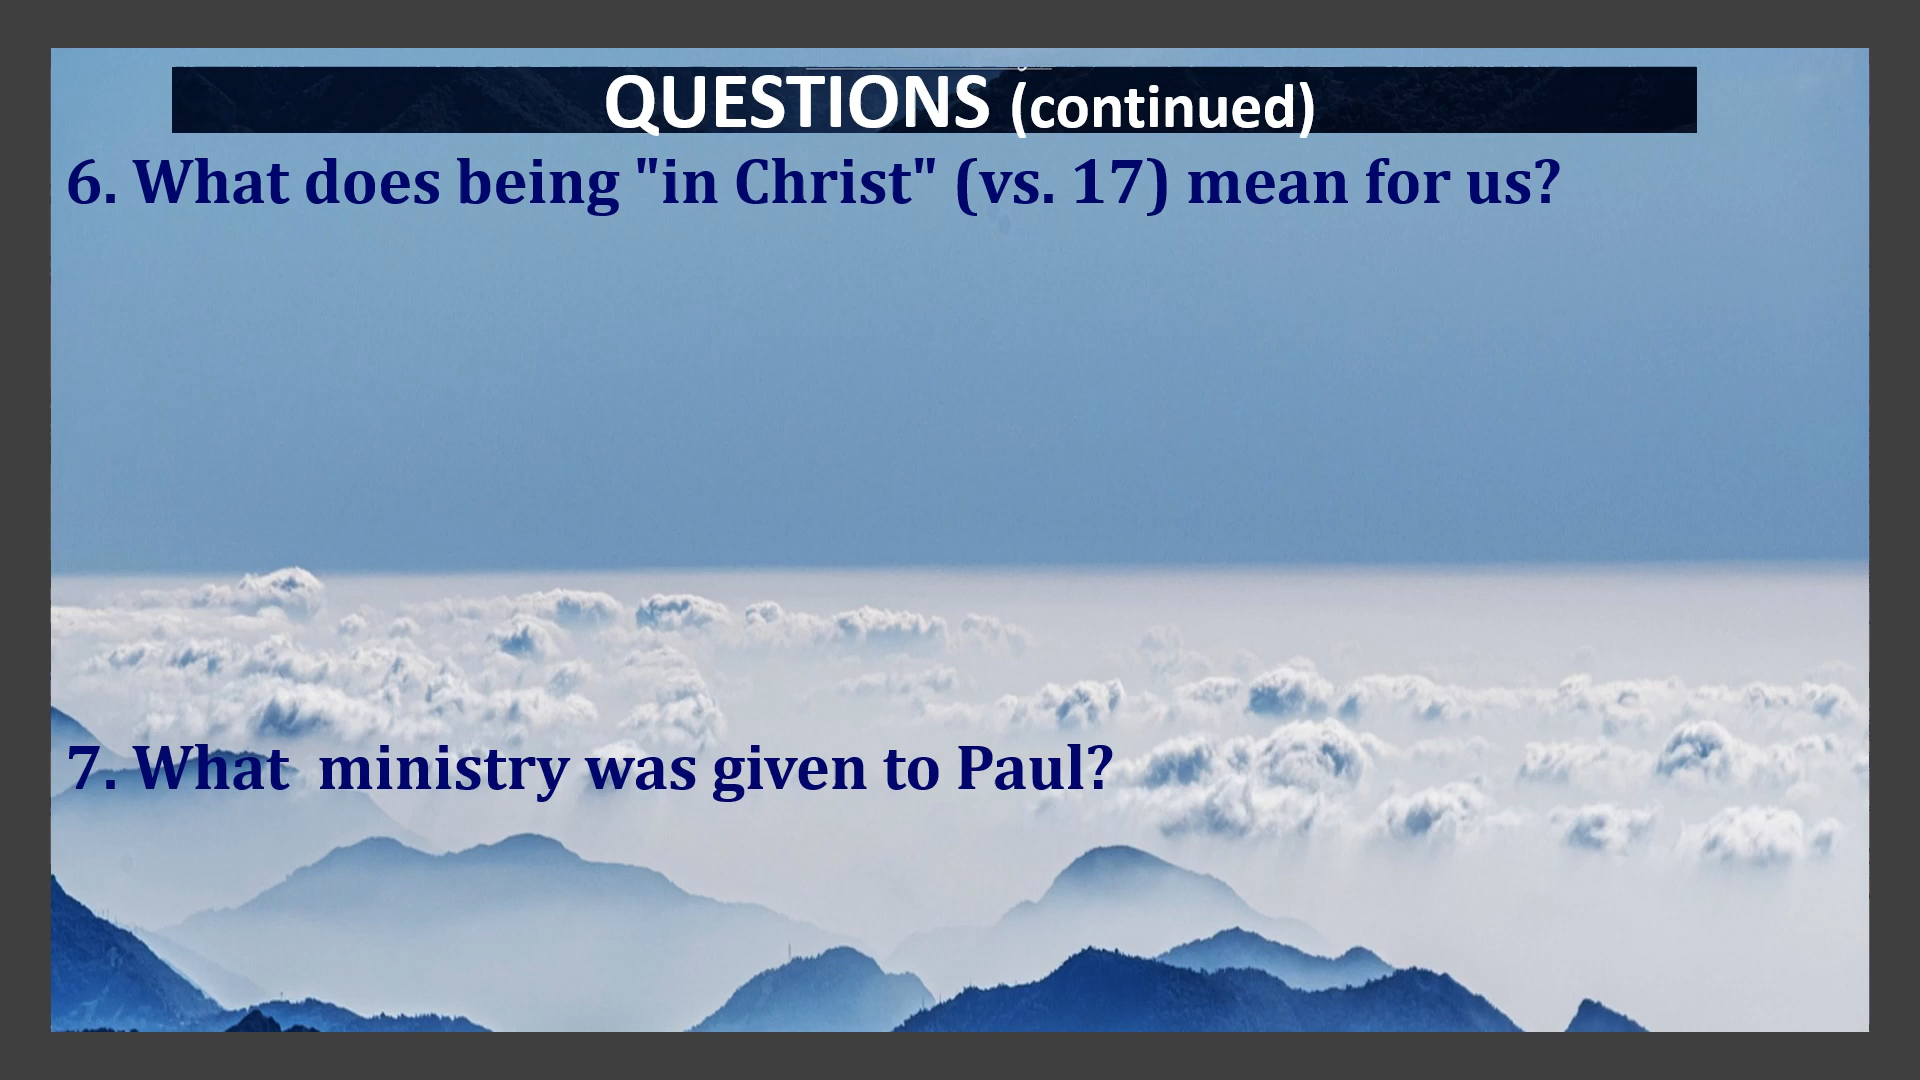 QUESTIONS (continued)
6. What does being "in Christ" (vs. 17) mean for us?
7. What  ministry was given to Paul?